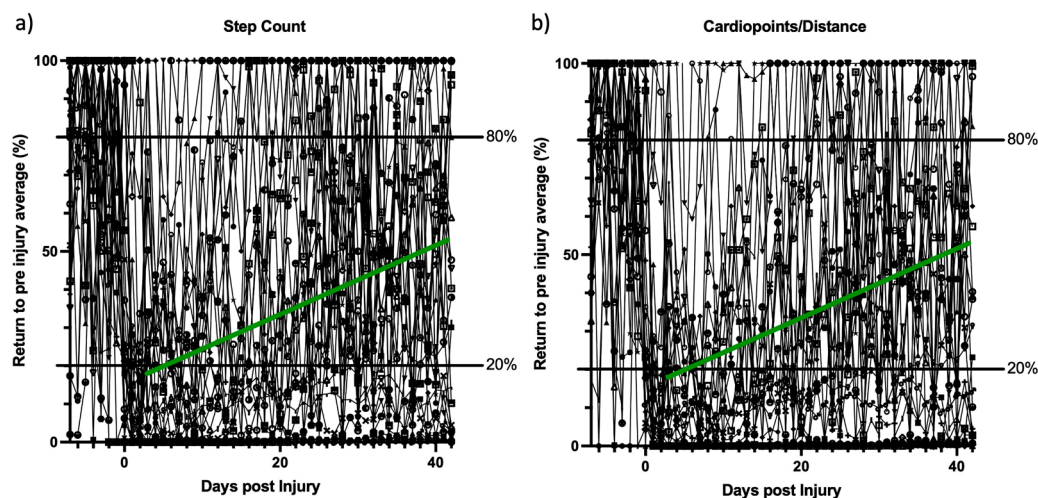 a)
Step Count
Return to pre injury average (%)
100
50
0
80%
20%
0
20
40
Days post Injury
b)
Cardiopoints/Distance
Return to pre injury average (%)
100
50
0
80%
20%
0
20
40
Days post Injury